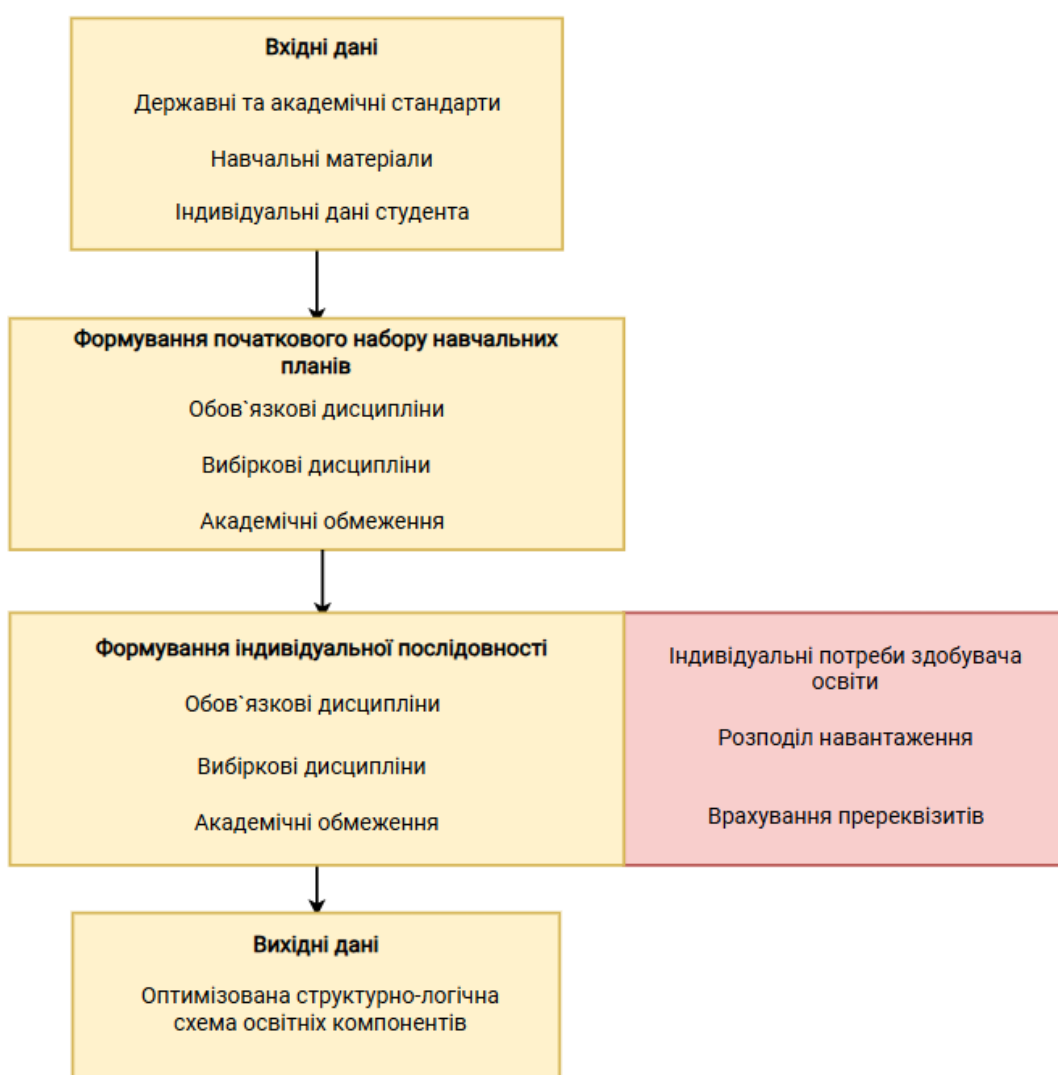 Вхідні дані
Державні та академічні стандарти
Навчальні матеріали
Індивідуальні дані студента
Формування початкового набору навчальних
планів
Обов`язкові дисципліни
Вибіркові дисципліни
Академічні обмеження
Формування індивідуальної послідовності
Обов`язкові дисципліни
Вибіркові дисципліни
Академічні обмеження
Індивідуальні потреби здобувача
освіти
Розподіл навантаження
Врахування пререквізитів
Вихідні дані
Оптимізована структурно-логічна
схема освітніх компонентів